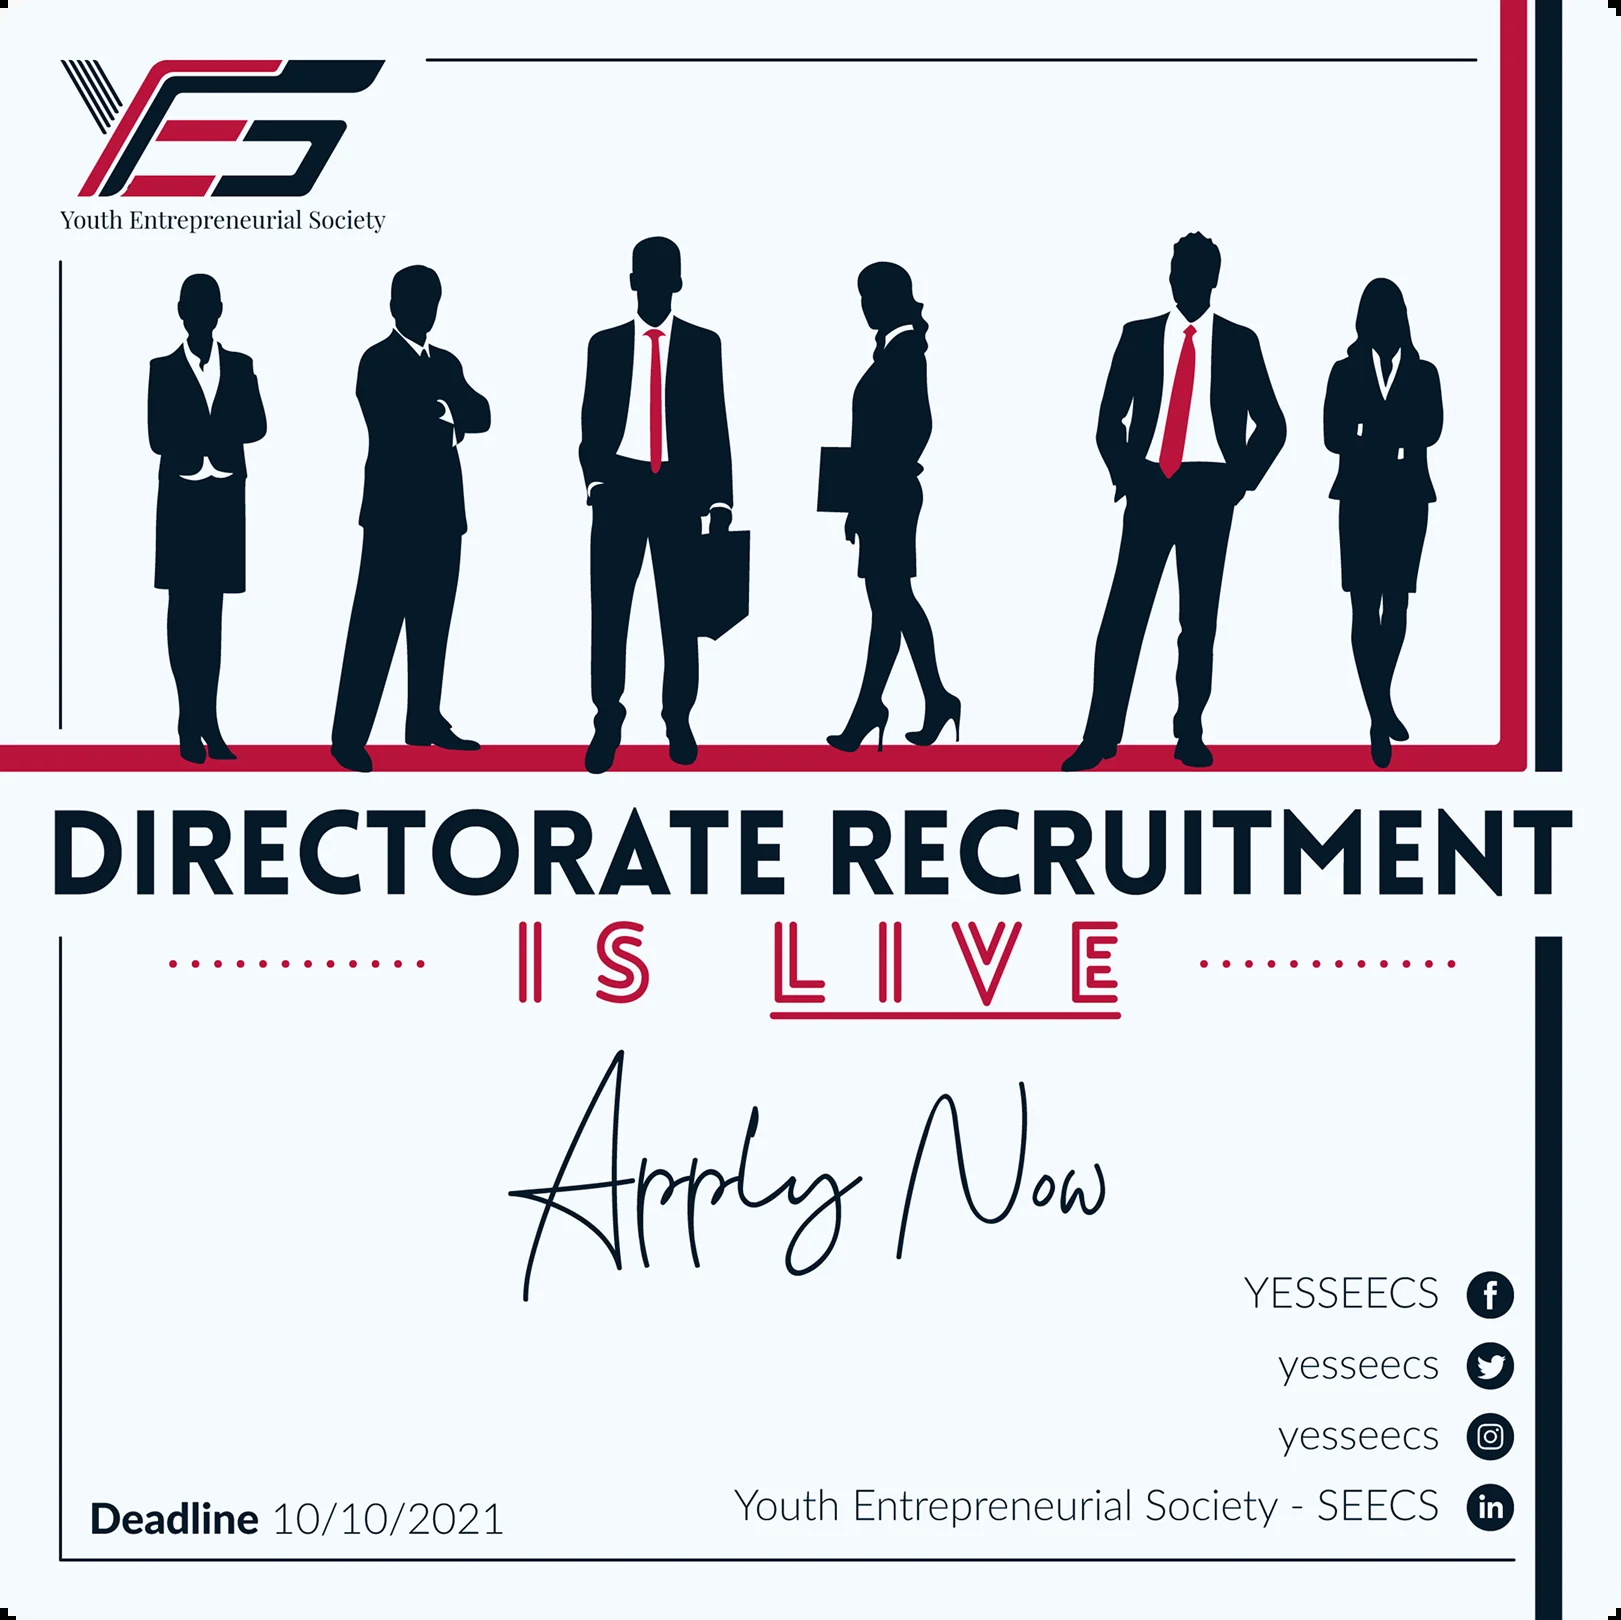 YES
Youth Entrepreneurial Society
DIRECTORATE RECRUITMENT
IS LIVE
Apply Now
YESSEECS
yesseecs
yesseecs
Youth Entrepreneurial Society - SEECS
Deadline 10/10/2021